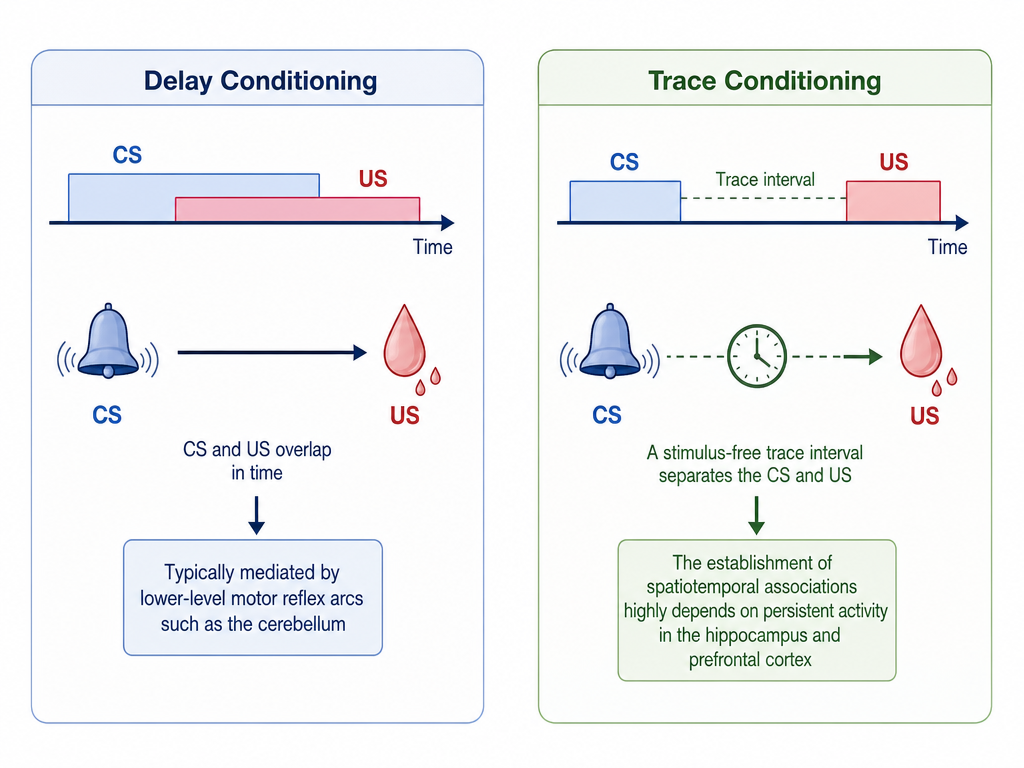 Delay Conditioning
CS
US
Time
CS
US
CS and US overlap
in time
Typically mediated by
lower-level motor reflex arcs
such as the cerebellum
Trace Conditioning
CS
Trace interval
US
Time
CS
US
A stimulus-free trace interval
separates the CS and US
The establishment of
spatiotemporal associations
highly depends on persistent activity
in the hippocampus and
prefrontal cortex